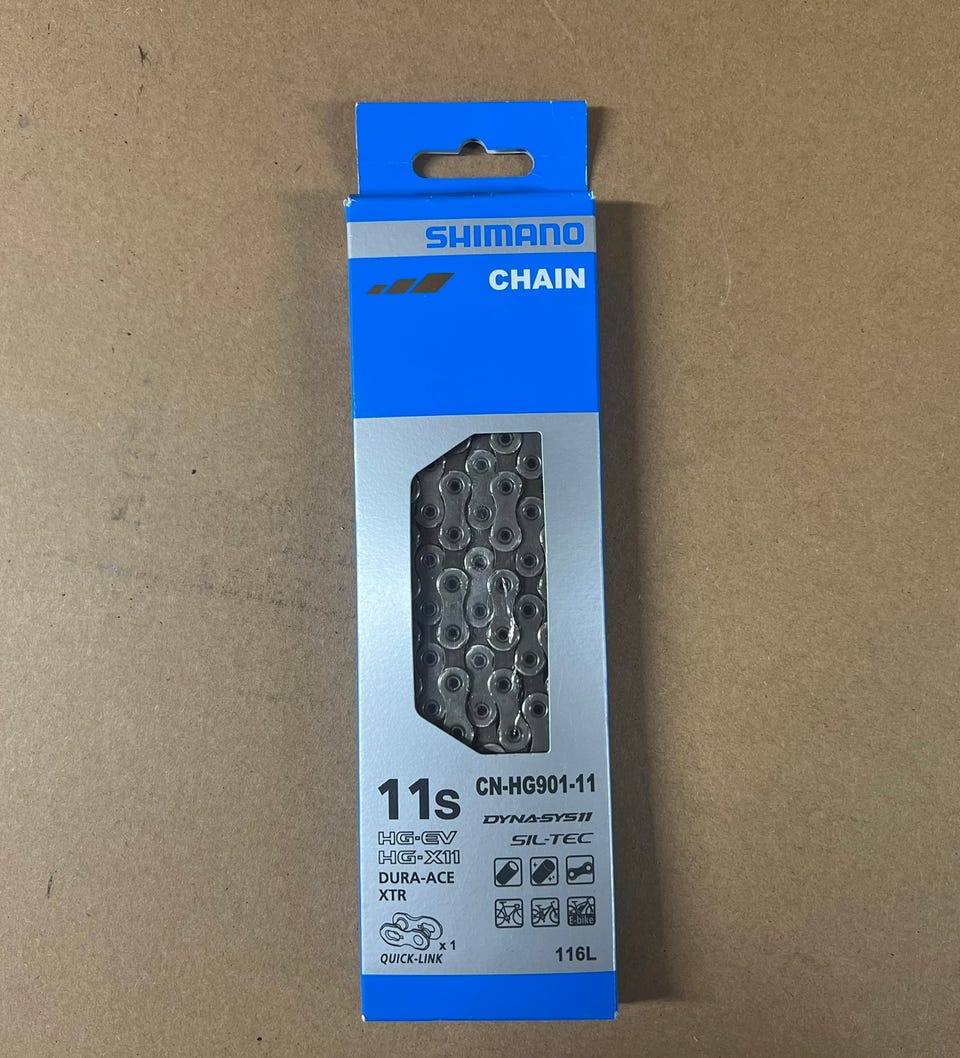 SHIMANO
CHAIN
11s
CN-HG901-11
DYNA-SYS11
SIL-TEC
HG-EV
HG-X11
DURA-ACE
XTR
E-bike
x 1
QUICK-LINK
116L